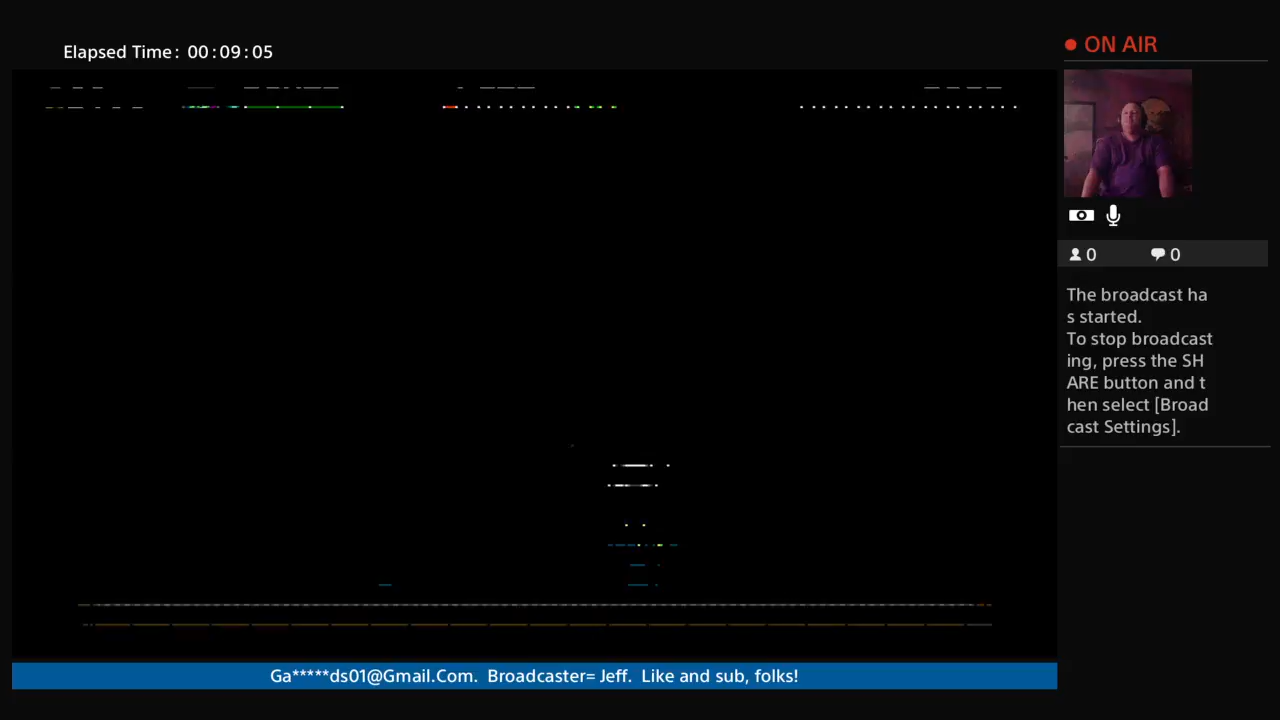 Elapsed Time: 00:09:05
ON AIR
0 0
The broadcast ha
s started.
To stop broadcast
ing, press the SH
ARE button and t
hen select [Broad
cast Settings].
Ga*****ds01@Gmail.Com. Broadcaster= Jeff. Like and sub, folks!